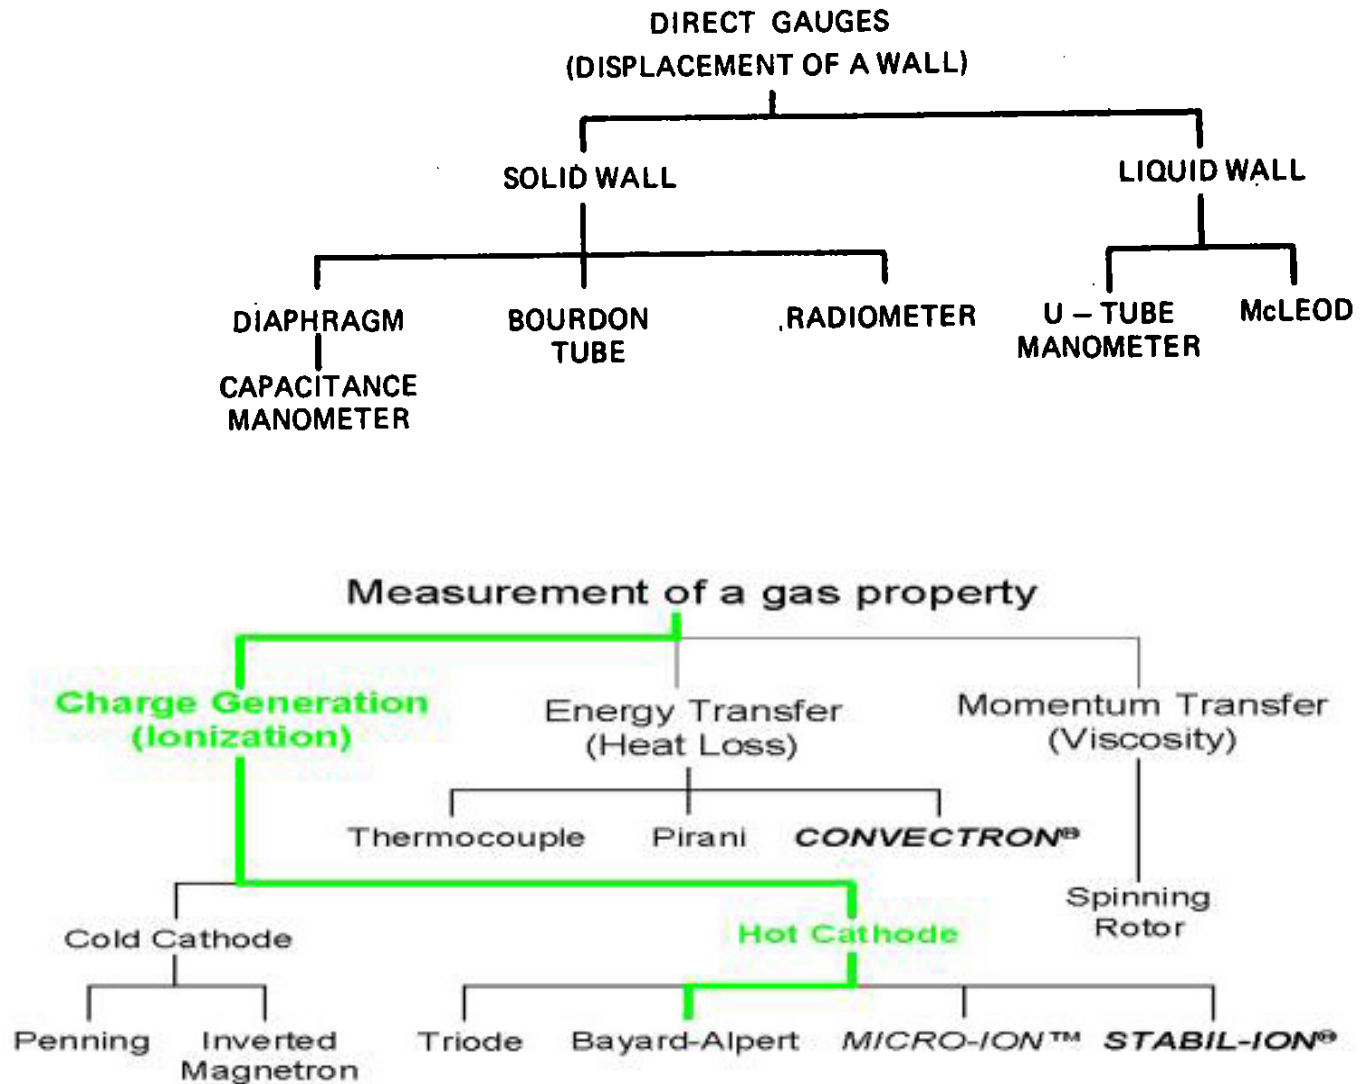 DIRECT GAUGES
(DISPLACEMENT OF A WALL)
SOLID WALL
LIQUID WALL
DIAPHRAGM
BOURDON
TUBE
RADIOMETER
U – TUBE
MANOMETER
McLEOD
CAPACITANCE
MANOMETER
Measurement of a gas property
Charge Generation
(Ionization)
Energy Transfer
(Heat Loss)
Momentum Transfer
(Viscosity)
Thermocouple
Pirani
CONVECTRON®
Spinning
Rotor
Cold Cathode
Hot Cathode
Penning
Inverted
Magnetron
Triode
Bayard-Alpert
MICRO-ION™
STABIL-ION®